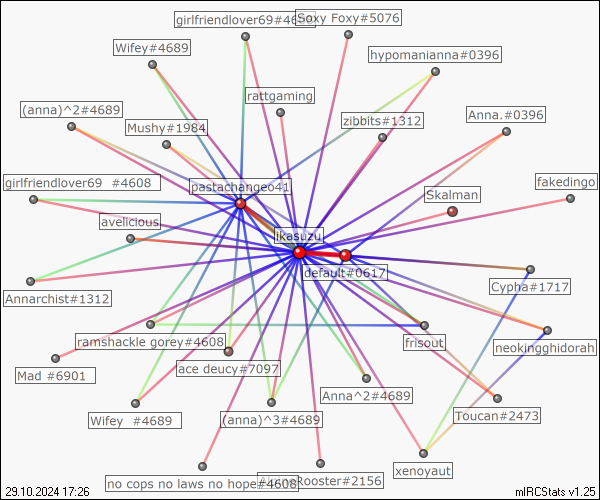 girlfriendlover69#4689
Soxy Foxy#5076
Wifey#4689
hypomanianna#0396
rattgaming
(anna)^2#4689
Mushy#1984
zibbits#1312
Anna.#0396
girlfriendlover69 #4608
pastachange041
Skalman
fakedingo
avelicious
ikasuzu
default#0617
Annarchist#1312
Cypha#1717
ramshackle gorey#4608
frisout
neokingghidorah
Mad #6901
ace deucy#7097
Anna^2#4689
Wifey #4689
(anna)^3#4689
Toucan#2473
xenoyaut
no cops no laws no hope#4608
Rooster#2156
29.10.2024 17:26
mIRCStats v1.25